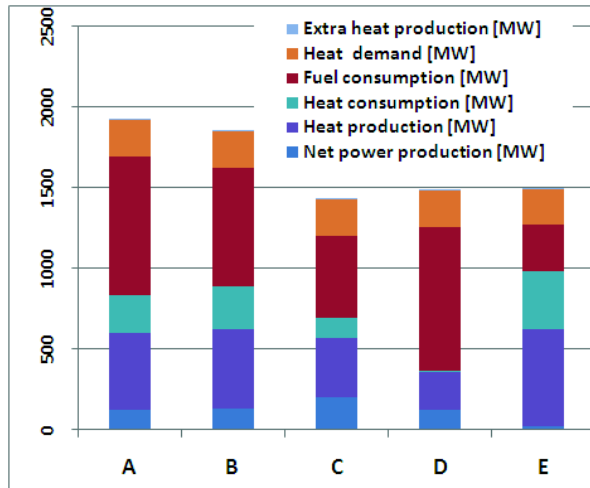 2500
2000
1500
1000
500
0
Extra heat production [MW]
Heat demand [MW]
Fuel consumption [MW]
Heat consumption [MW]
Heat production [MW]
Net power production [MW]
A B C D E